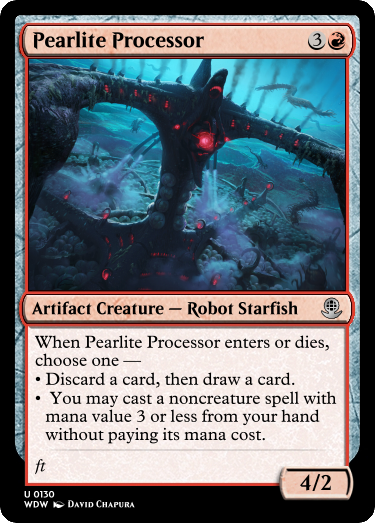 Pearlite Processor 3
Artifact Creature — Robot Starfish
When Pearlite Processor enters or dies,
choose one —
• Discard a card, then draw a card.
• You may cast a noncreature spell with
mana value 3 or less from your hand
without paying its mana cost.
ft
4/2
U 0130
WDW David Chapura